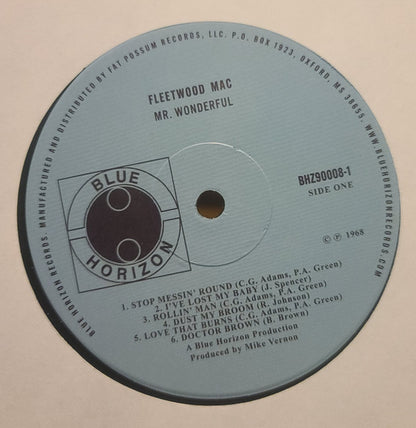 BLUE HORIZON RECORDS. MANUFACTURED AND DISTRIBUTED BY FAT POSSUM RECORDS, LLC. P.O. BOX 1923, OXFORD, MS 38655. WWW.BLUEHORIZONRECORDS.COM
FLEETWOOD MAC
MR. WONDERFUL
BLUE
HORIZON
BHZ90008-1
SIDE ONE
© ℗ 1968
1. STOP MESSIN' ROUND (C.G. Adams, P.A. Green)
2. I'VE LOST MY BABY (J. Spencer)
3. ROLLIN' MAN (C.G. Adams, P.A. Green)
4. DUST MY BROOM (R. Johnson)
5. LOVE THAT BURNS (C.G. Adams, P.A. Green)
6. DOCTOR BROWN (B. Brown)
A Blue Horizon Production
Produced by Mike Vernon